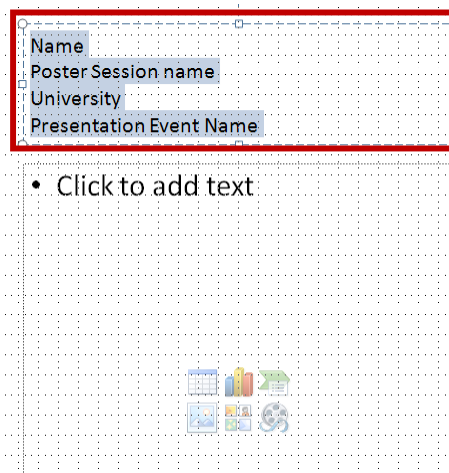 Name
Poster Session name
University
Presentation Event Name
• Click to add text